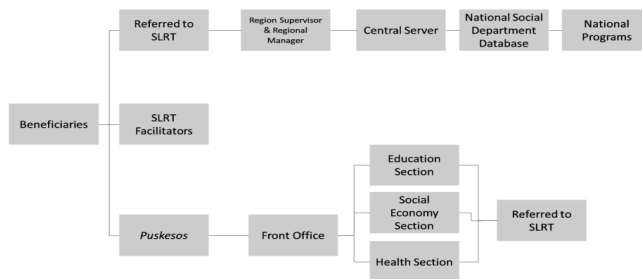 Referred to
SLRT
Region Supervisor
& Regional
Manager
Central Server
National Social
Department
Database
National
Programs
Beneficiaries
SLRT
Facilitators
Puskesos
Front Office
Education
Section
Social
Economy
Section
Health Section
Referred to
SLRT